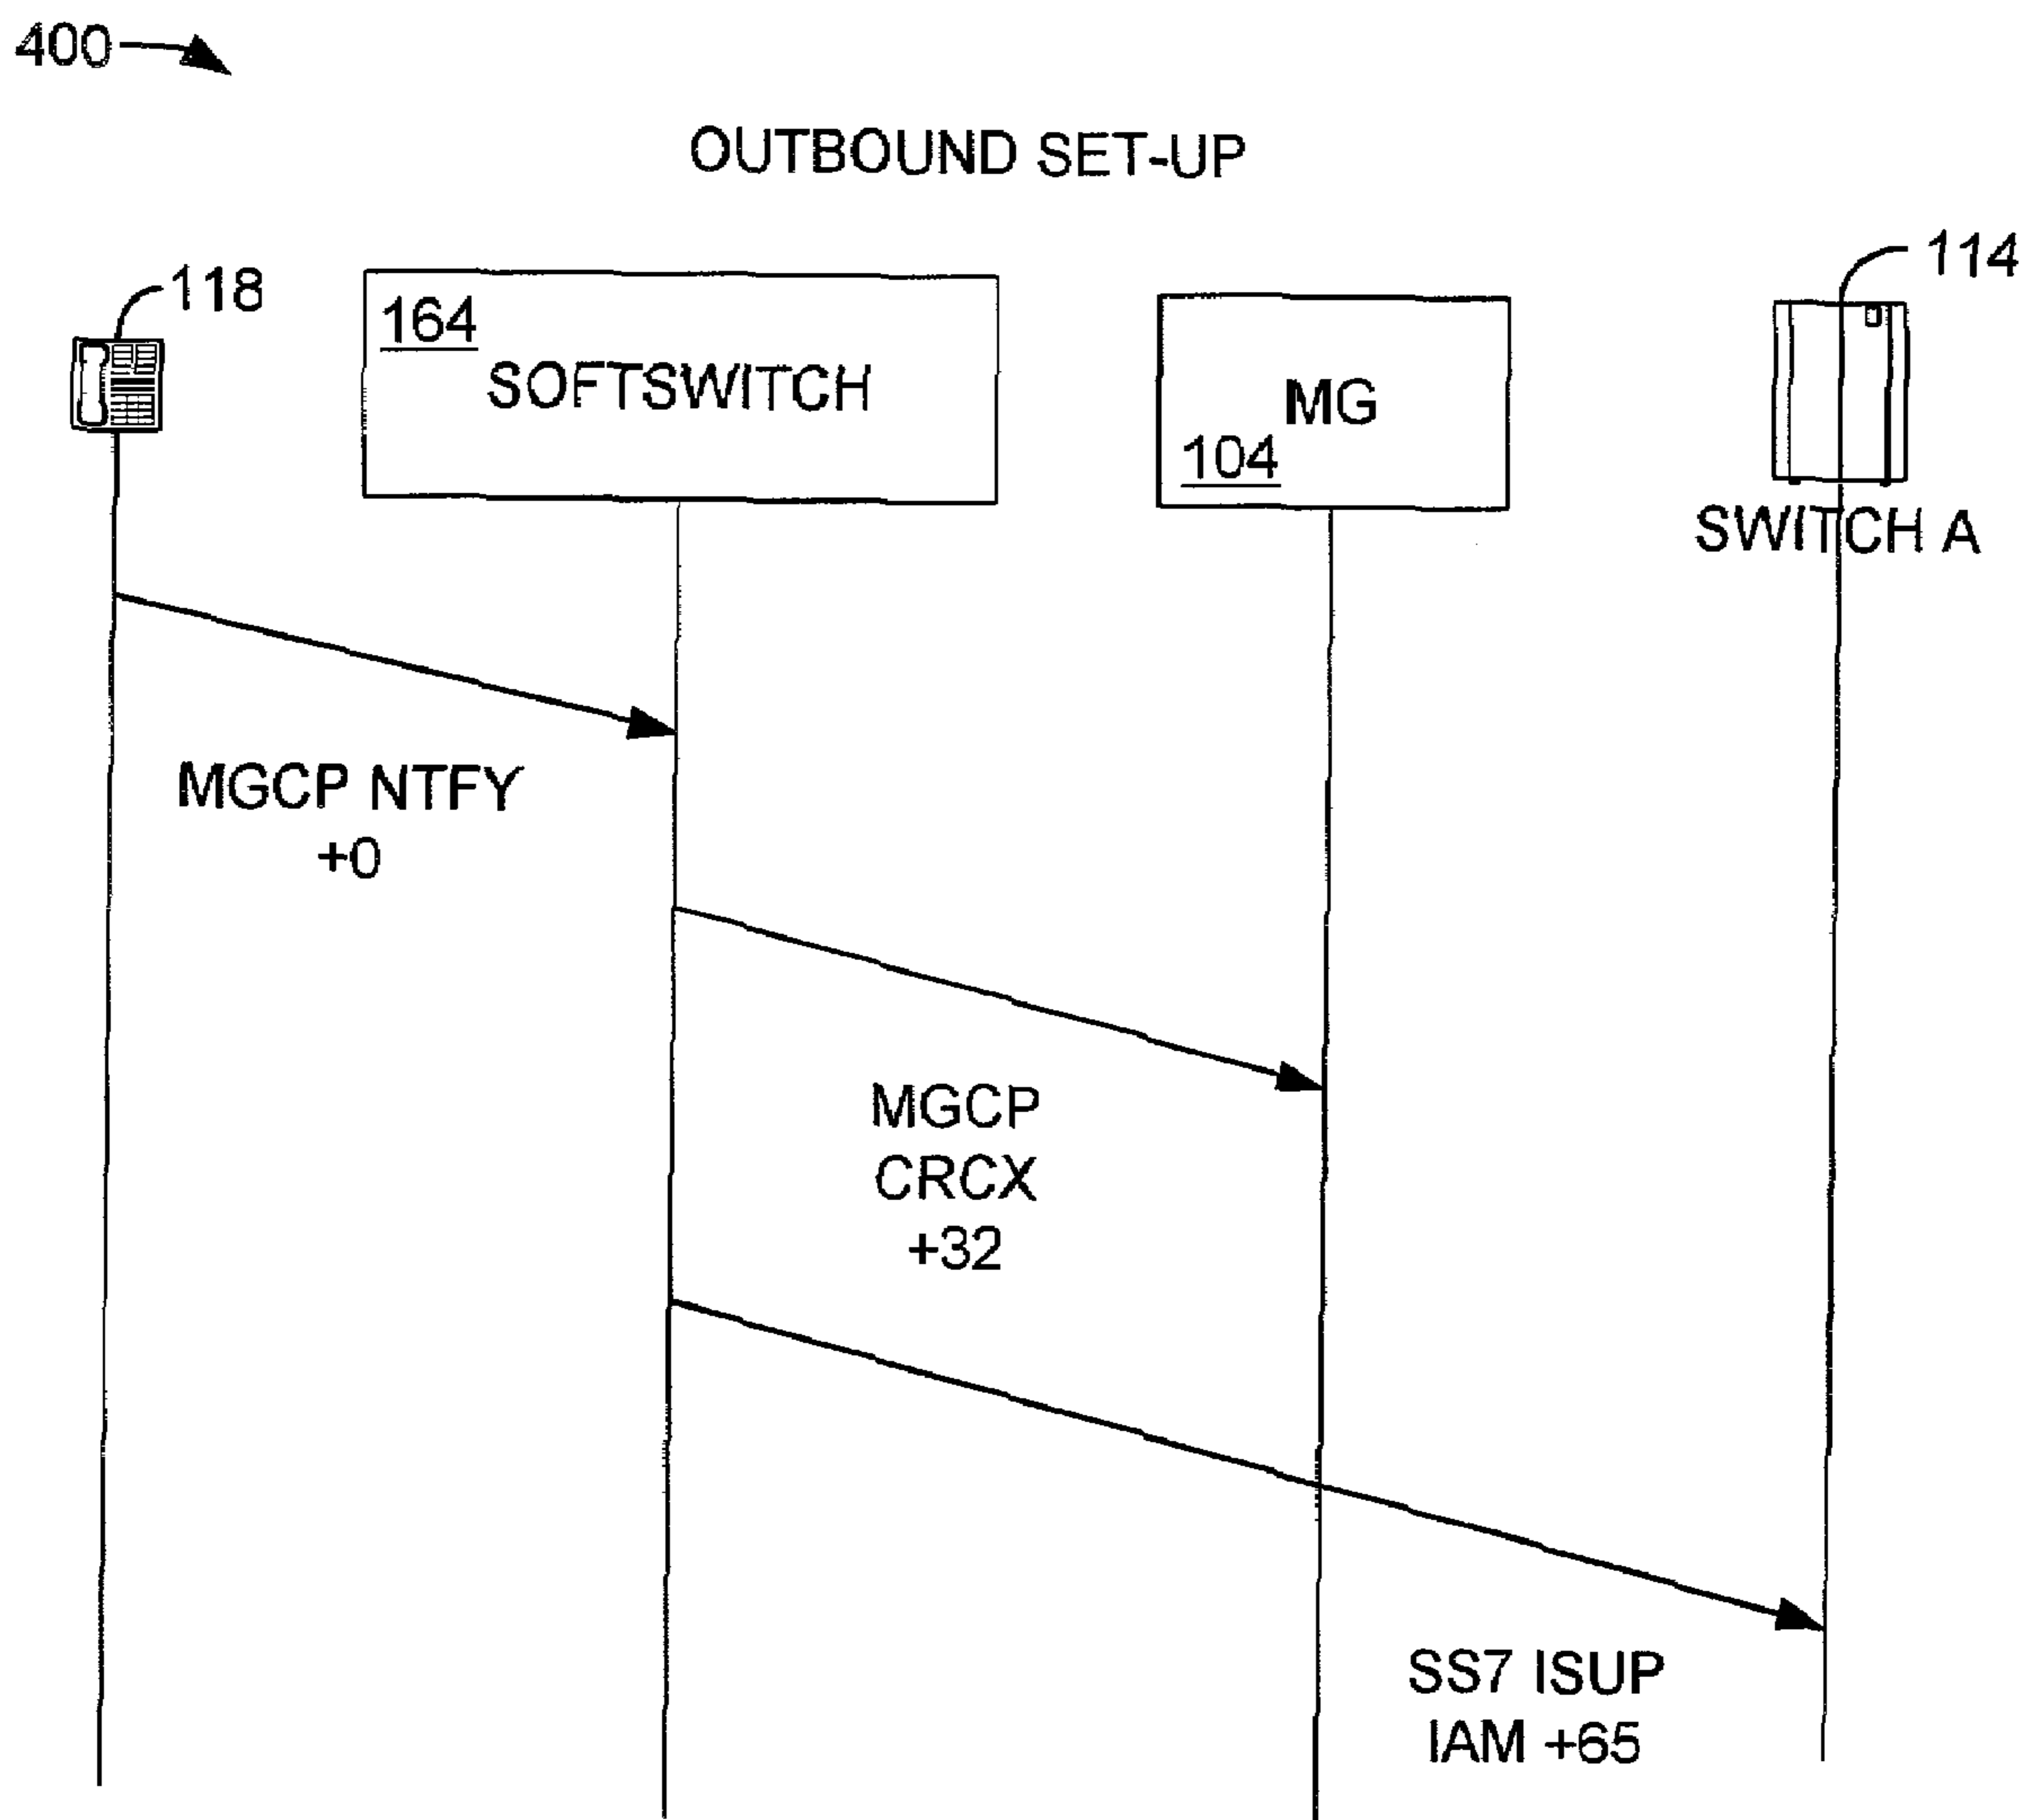 400
OUTBOUND SET-UP
118
164
SOFTSWITCH
MG
104
114
SWITCH A
MGCP NTFY
+0
MGCP
CRCX
+32
SS7 ISUP
IAM +65